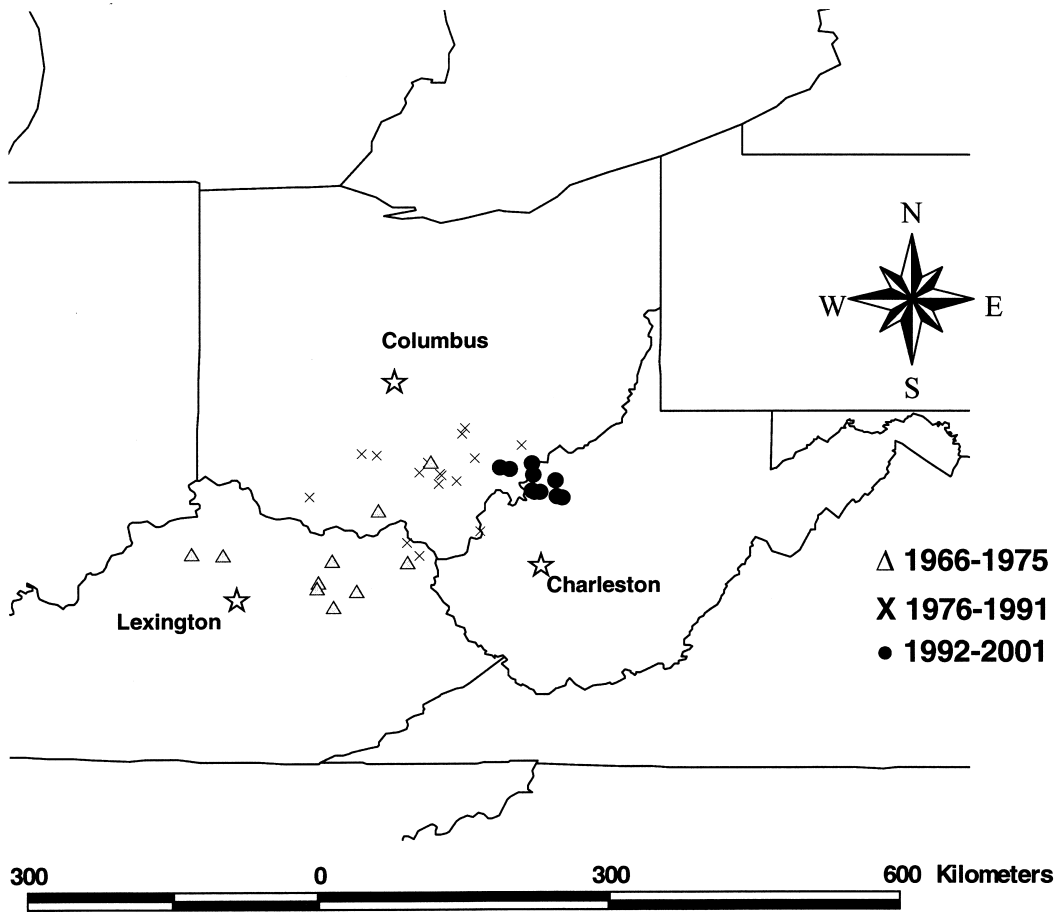 N
W E
S
Columbus
Charleston
Lexington
1966-1975
X 1976-1991
1992-2001
300 0 300 600 Kilometers